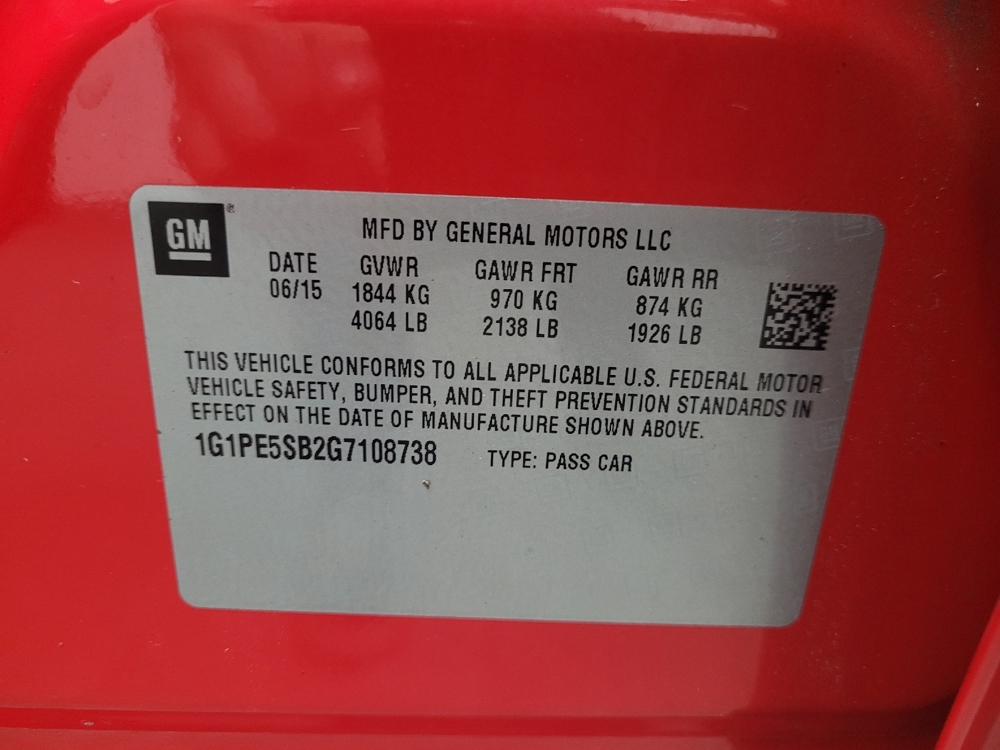 GM®
MFD BY GENERAL MOTORS LLC
DATE GVWR GAWR FRT GAWR RR
06/15 1844 KG 970 KG 874 KG
4064 LB 2138 LB 1926 LB
THIS VEHICLE CONFORMS TO ALL APPLICABLE U.S. FEDERAL MOTOR
VEHICLE SAFETY, BUMPER, AND THEFT PREVENTION STANDARDS IN
EFFECT ON THE DATE OF MANUFACTURE SHOWN ABOVE.
1G1PE5SB2G7108738 TYPE: PASS CAR